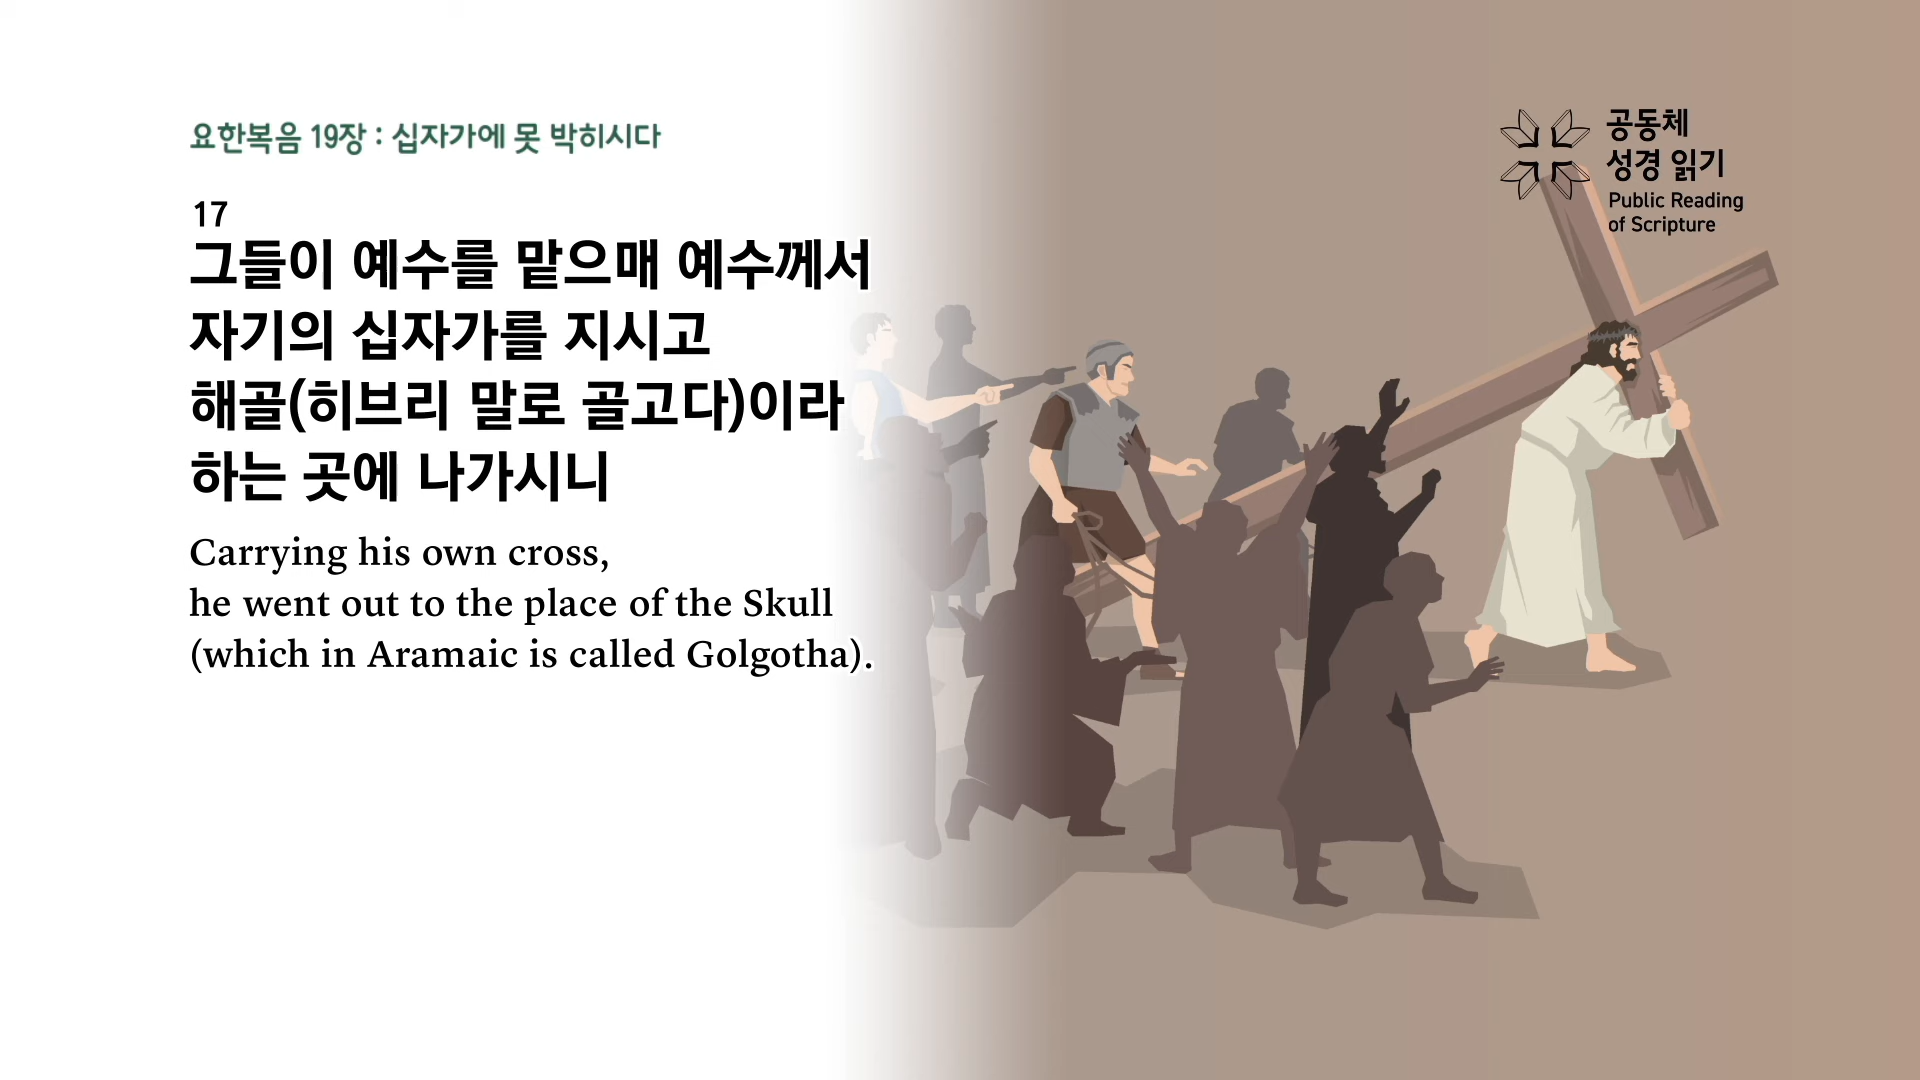 요한복음 19장 : 십자가에 못 박히시다
17
그들이 예수를 맡으매 예수께서
자기의 십자가를 지시고
해골(히브리 말로 골고다)이라
하는 곳에 나가시니
Carrying his own cross,
he went out to the place of the Skull
(which in Aramaic is called Golgotha).
공동체
성경 읽기
Public Reading
of Scripture